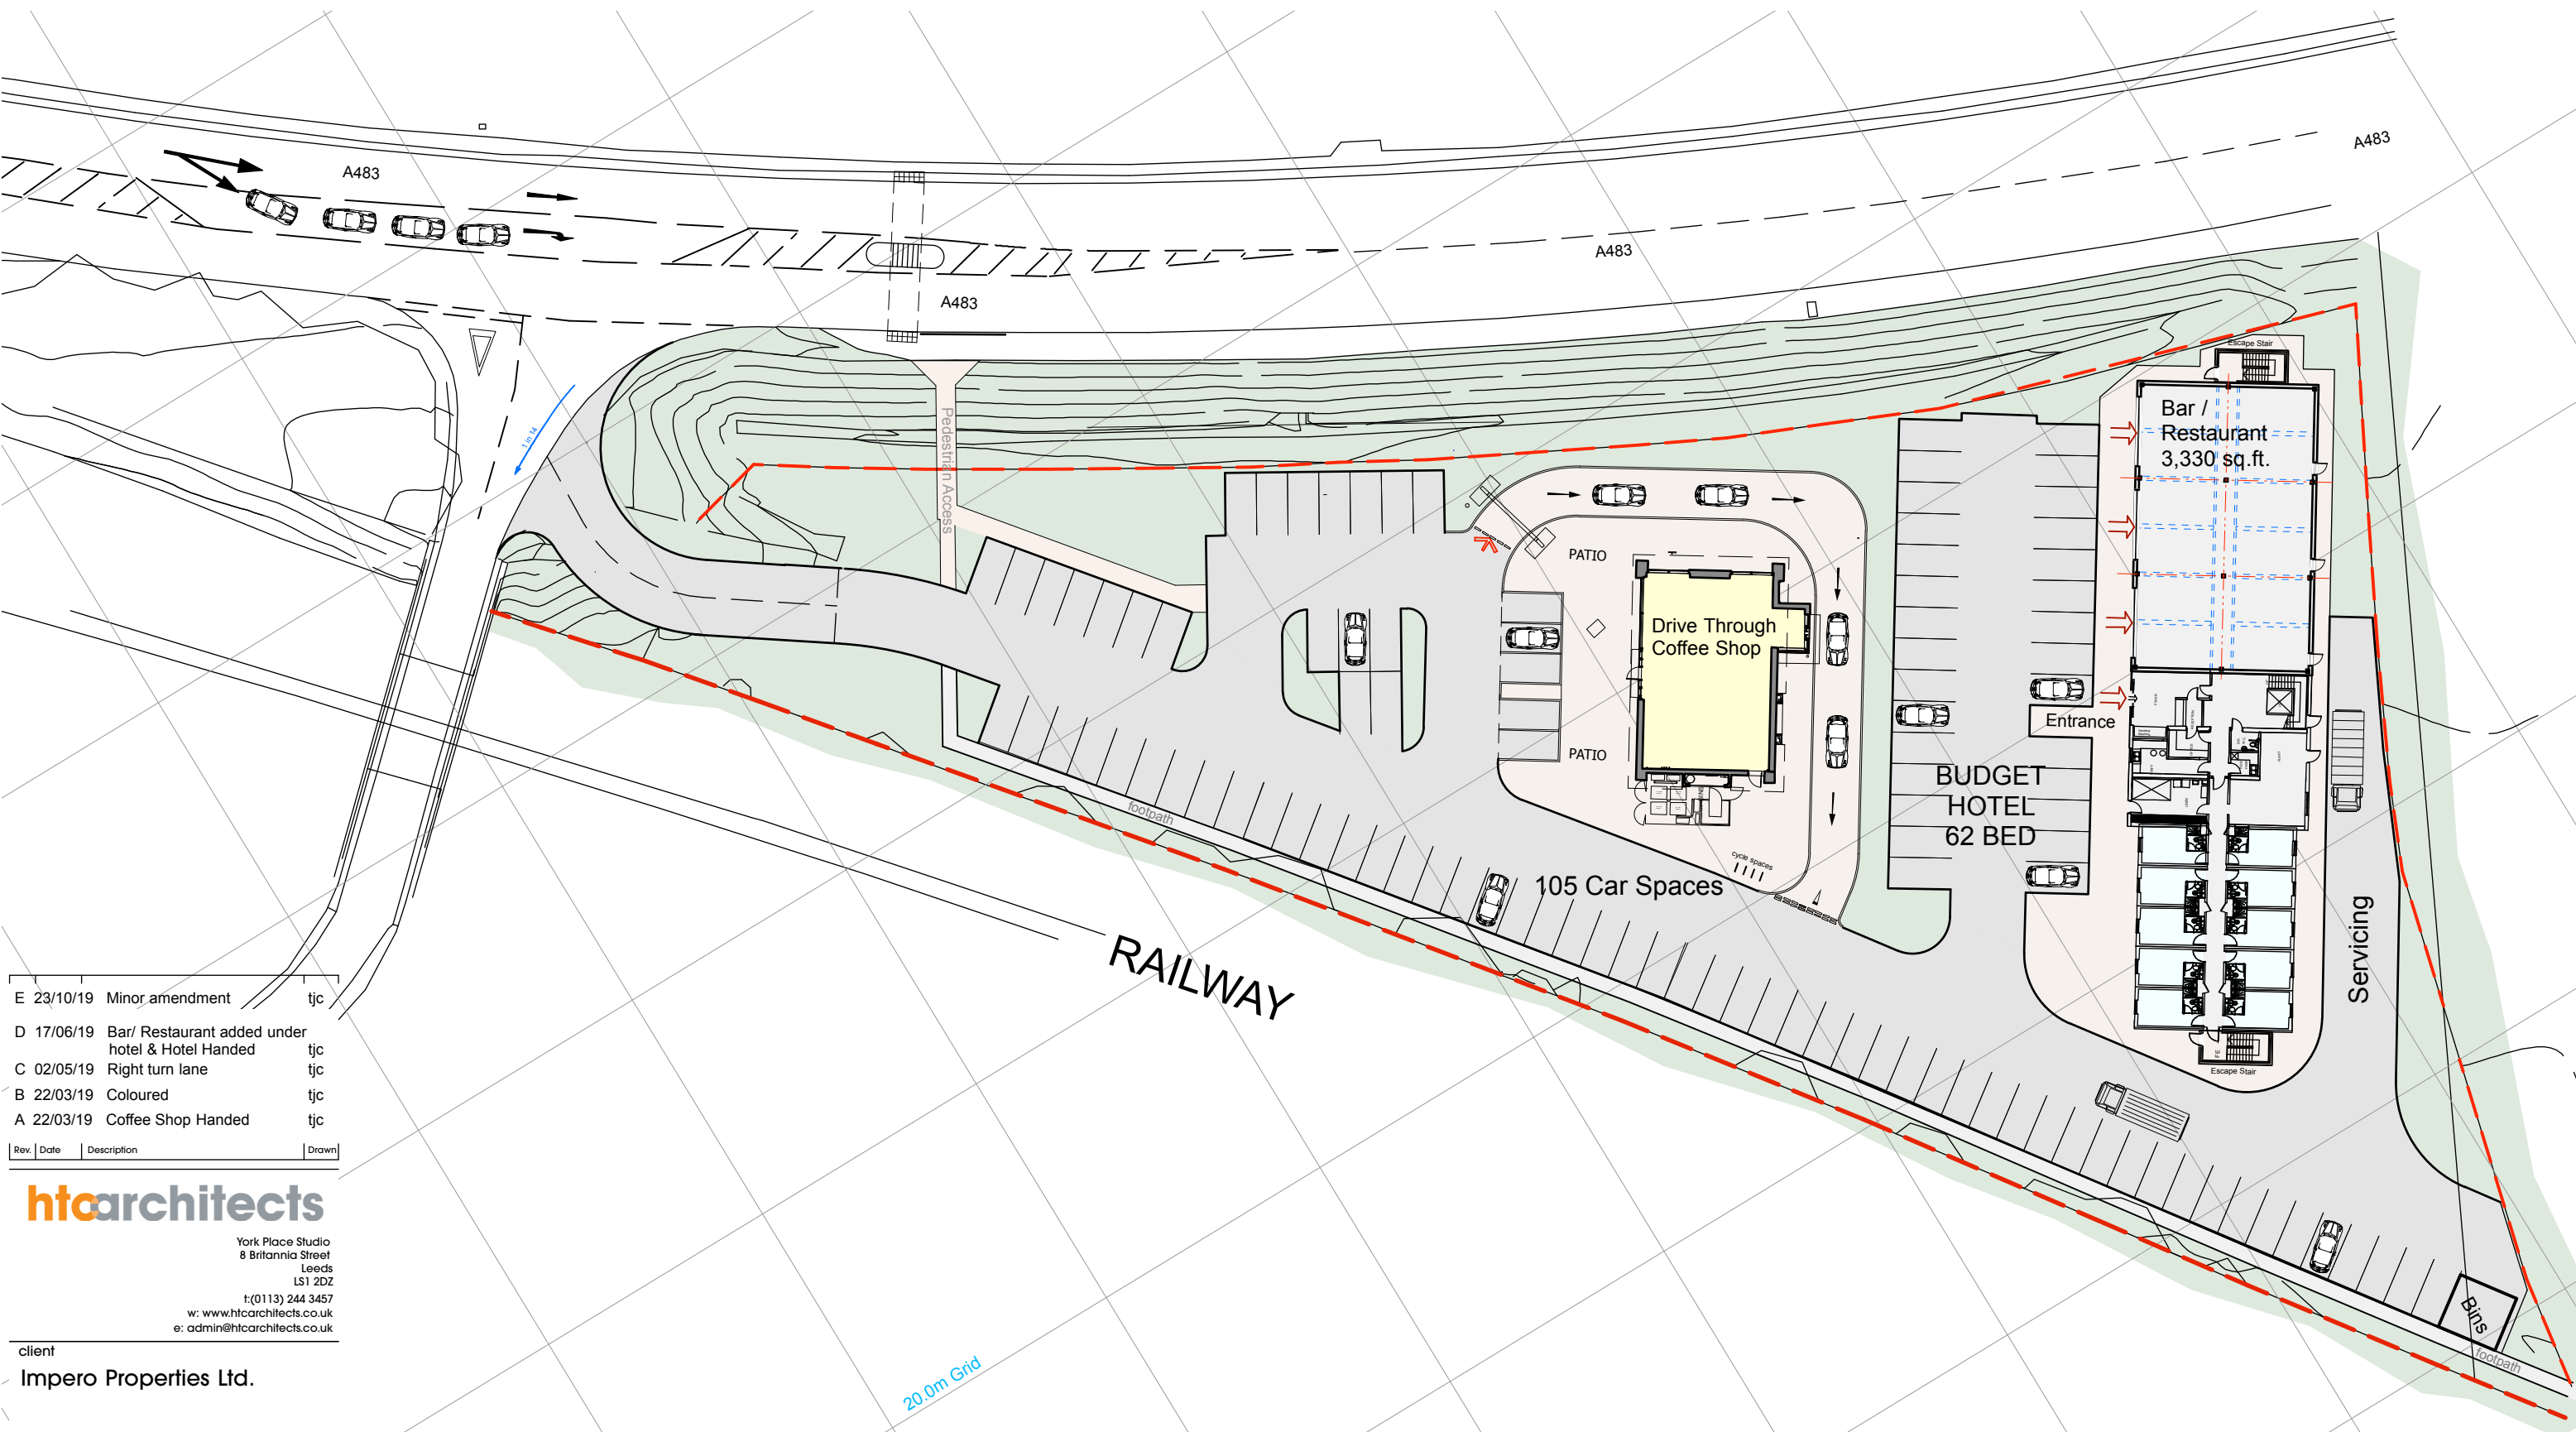 A483
A483
A483
A483
1 in 14
Pedestrian Access
Escape Stair
Bar /
Restaurant
3,330 sq.ft.
PATIO
Drive Through
Coffee Shop
PATIO
Entrance
BUDGET
HOTEL
62 BED
footpath
cycle spaces
105 Car Spaces
Servicing
RAILWAY
FE
Escape Stair
Bins
footpath
20.0m Grid
E 23/10/19 Minor amendment tjc
D 17/06/19 Bar/ Restaurant added under
hotel & Hotel Handed tjc
C 02/05/19 Right turn lane tjc
B 22/03/19 Coloured tjc
A 22/03/19 Coffee Shop Handed tjc
Rev. Date Description Drawn
htcarchitects
York Place Studio
8 Britannia Street
Leeds
LS1 2DZ
t:(0113) 244 3457
w: www.htcarchitects.co.uk
e: admin@htcarchitects.co.uk
client
Impero Properties Ltd.